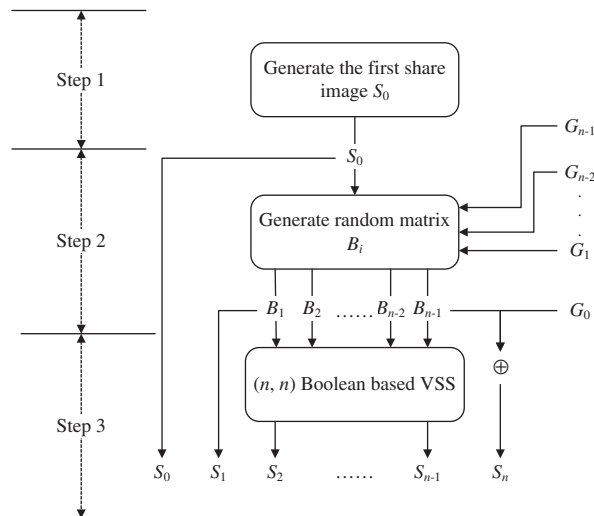 Step 1
Generate the first share
image S0
S0
Gn-1
Gn-2
.
.
.
G1
Step 2
Generate random matrix
Bi
B1 B2 ...... Bn-2 Bn-1
G0
(n, n) Boolean based VSS
⊕
Step 3
S0 S1 S2 ...... Sn-1 Sn